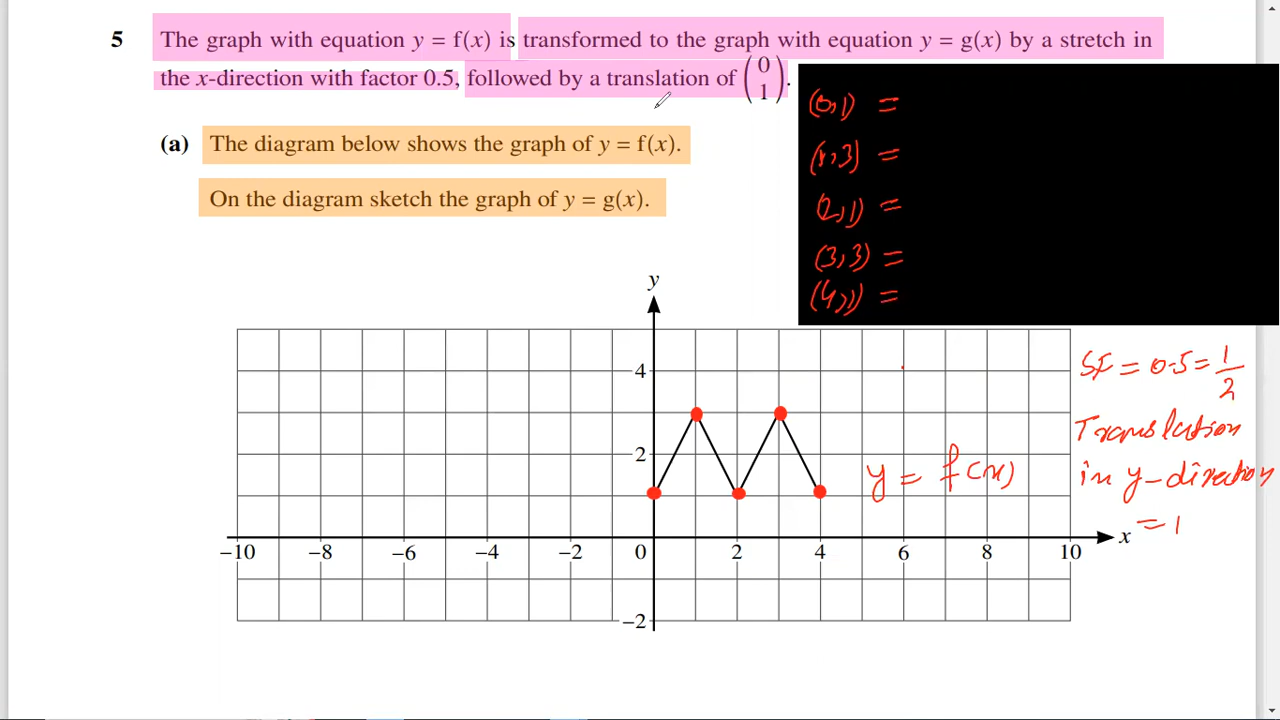 5 The graph with equation y = f(x) is transformed to the graph with equation y = g(x) by a stretch in
the x-direction with factor 0.5, followed by a translation of (0 1).
(a) The diagram below shows the graph of y = f(x).
On the diagram sketch the graph of y = g(x).
(0,1) =
(1,3) =
(2,1) =
(3,3) =
(4,1) =
y
4
2
−10 −8 −6 −4 −2 0 2 4 6 8 10 x
−2
y = f(x)
SF = 0.5 = 1/2
Translation
in y-direction
= 1